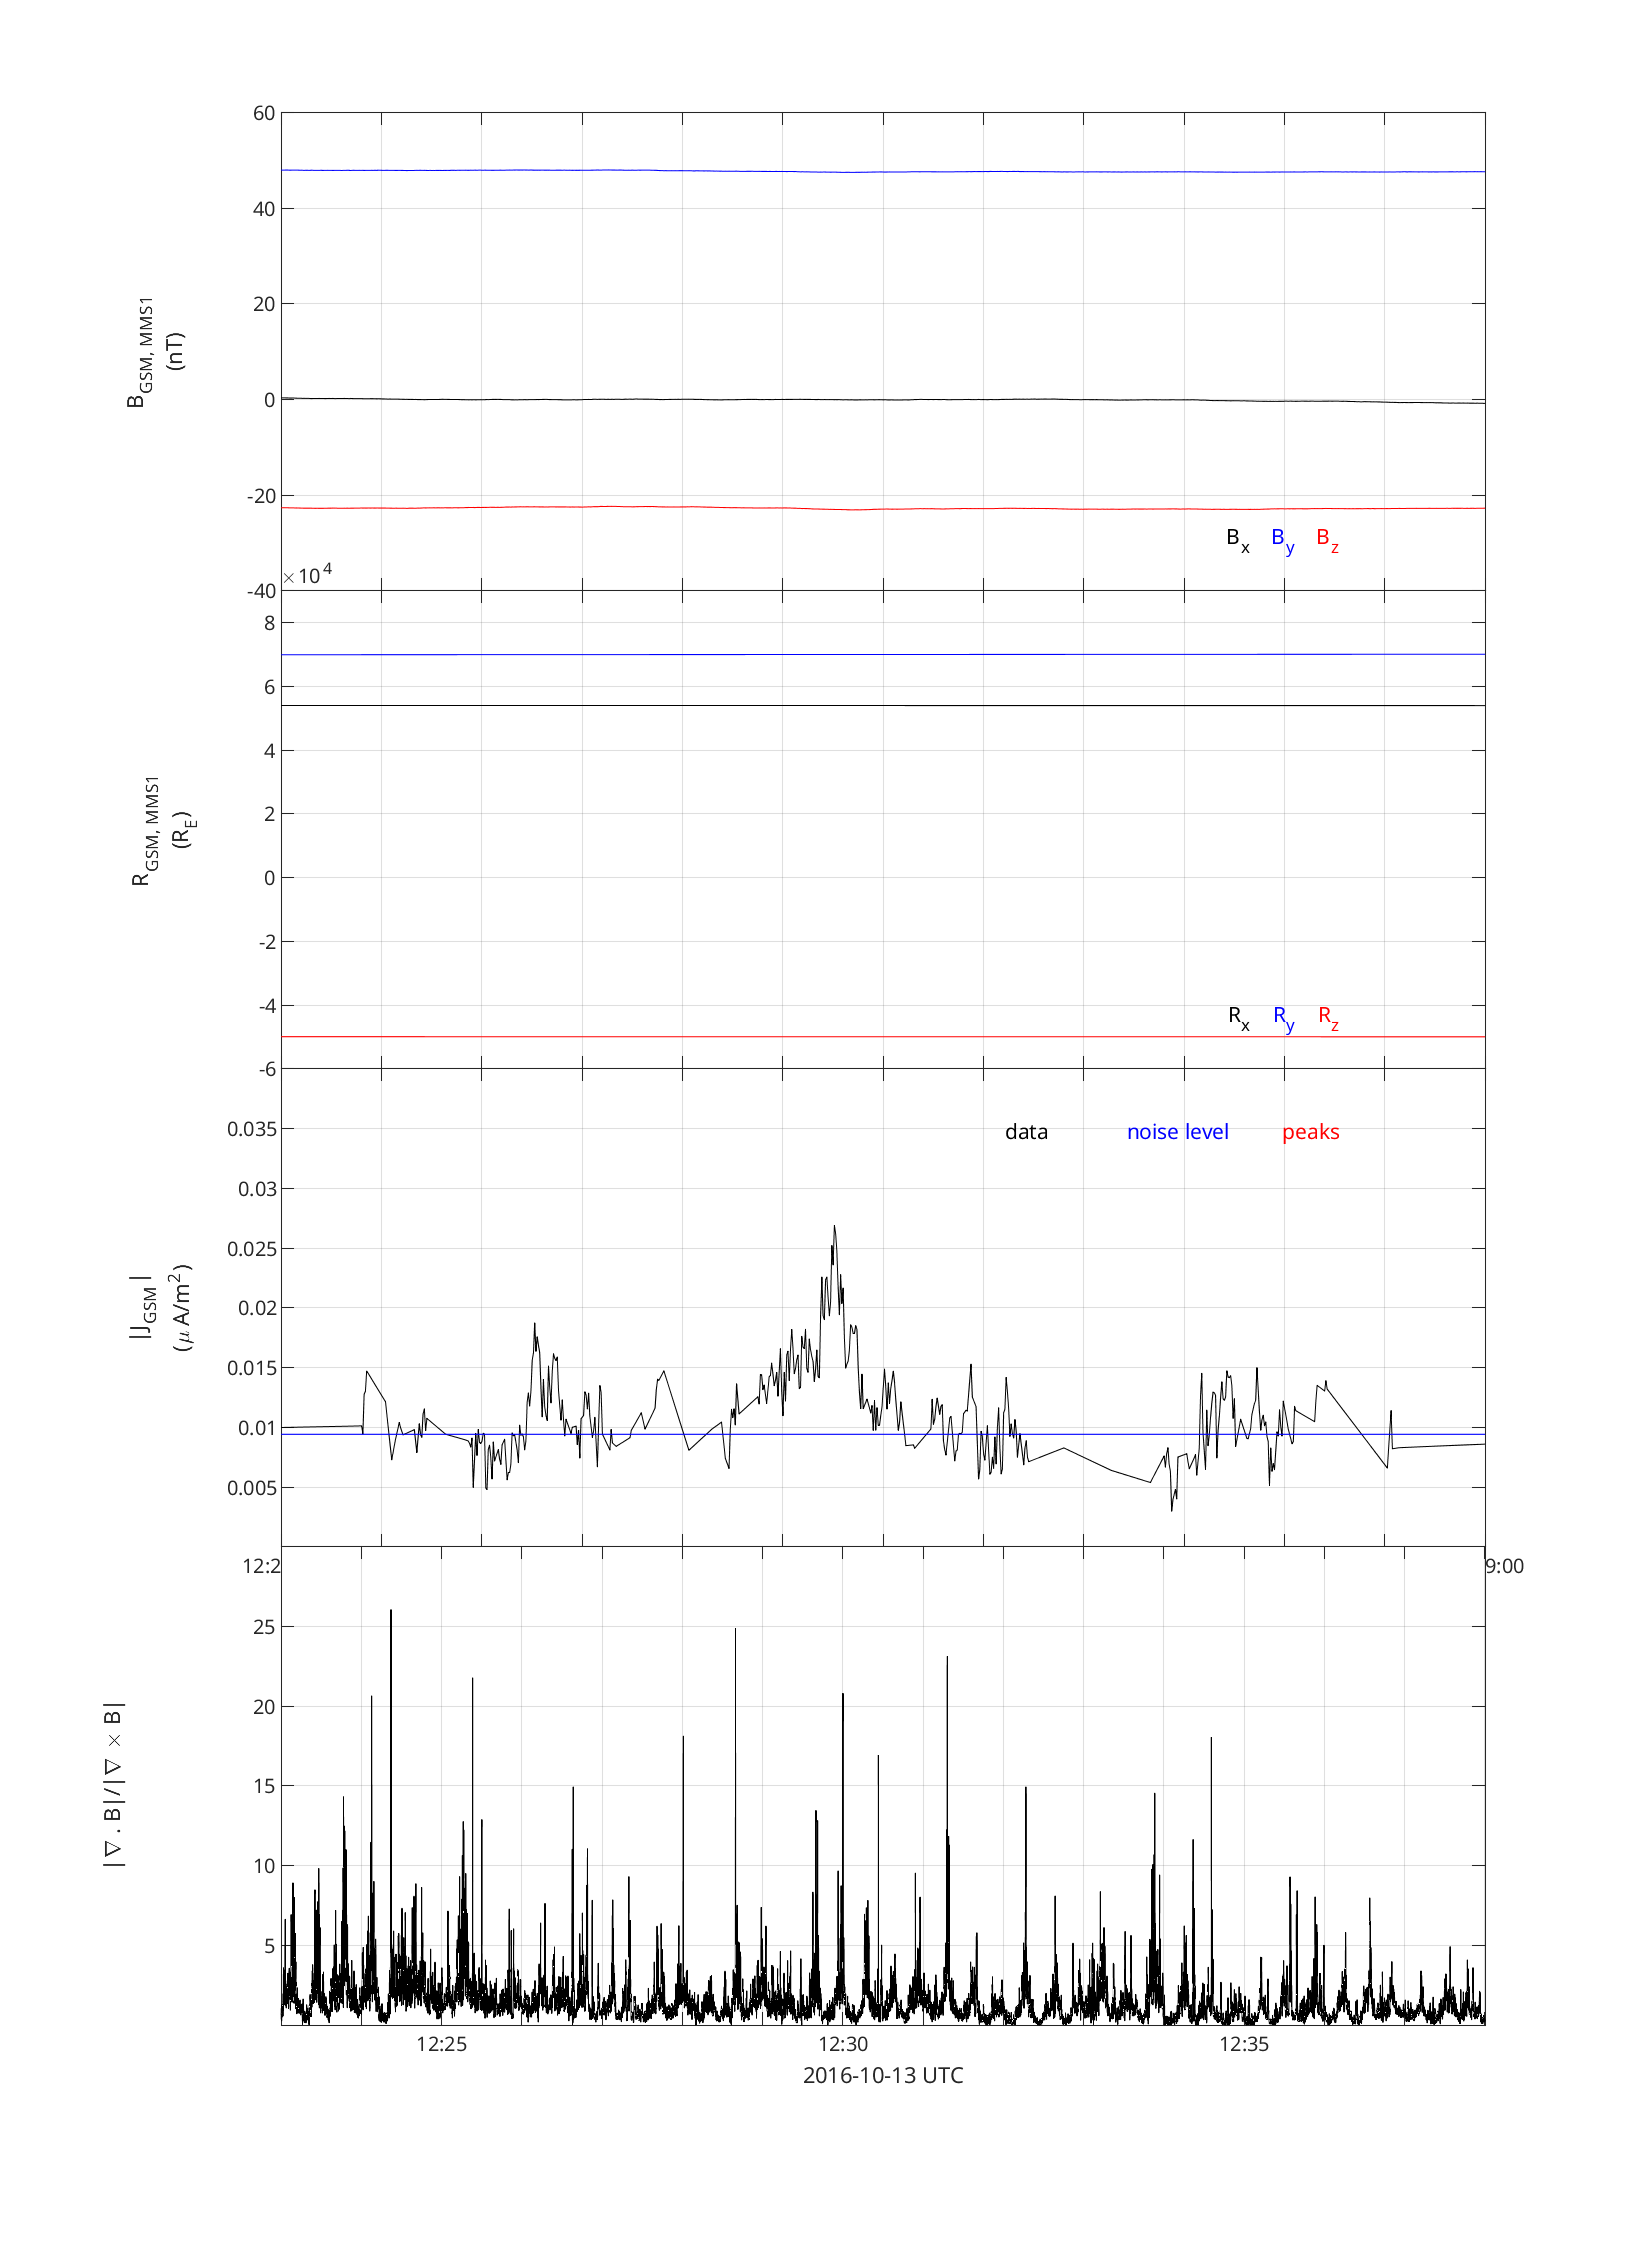 60
40
20
0
-20
-40
B_GSM, MMS1
(nT)
B_x B_y B_z
×10^4
8
6
4
2
0
-2
-4
-6
R_GSM, MMS1
(R_E)
R_x R_y R_z
0.035
0.03
0.025
0.02
0.015
0.01
0.005
|J_GSM|
(μ A/m^2)
data noise level peaks
12:2 9:00
25
20
15
10
5
|∇ . B|/|∇ × B|
12:25 12:30 12:35
2016-10-13 UTC